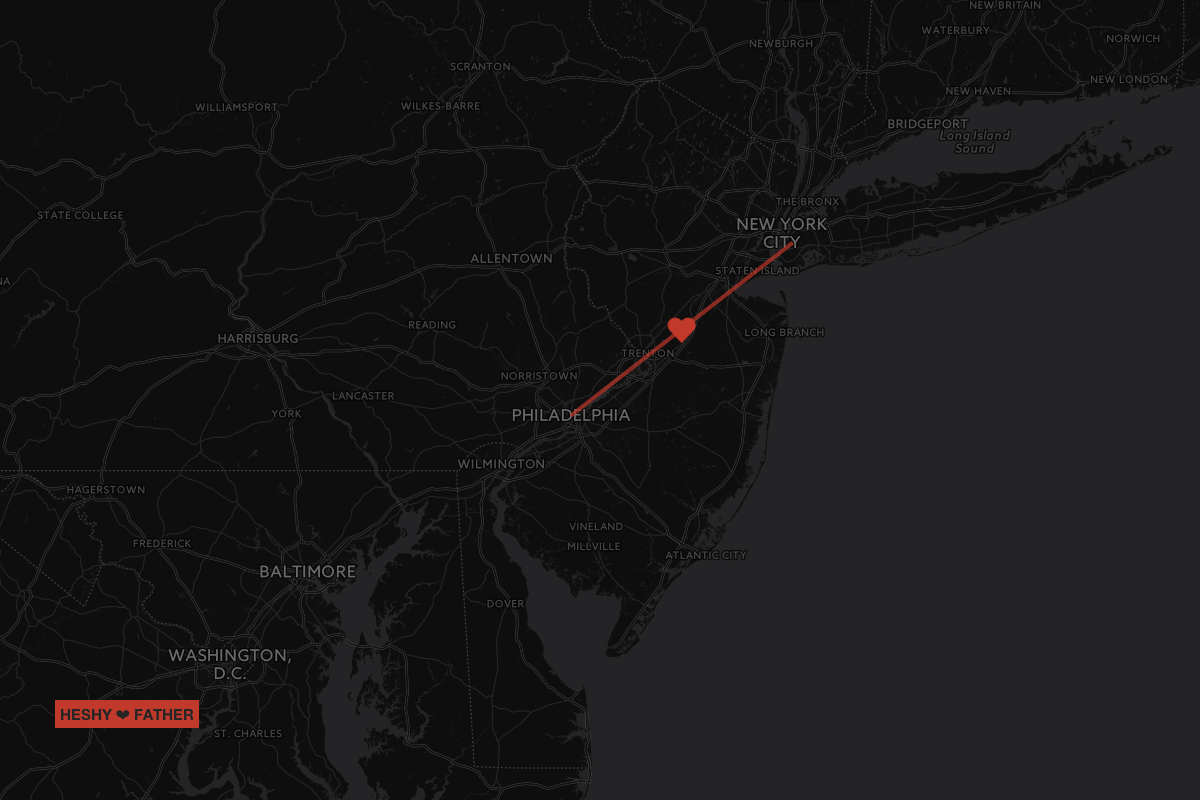 NEW BRITAIN
WATERBURY
NORWICH
NEWBURGH
SCRANTON
NEW LONDON
NEW HAVEN
WILLIAMSPORT
WILKES-BARRE
BRIDGEPORT
Long Island
Sound
THE BRONX
STATE COLLEGE
NEW YORK
CITY
ALLENTOWN
STATEN ISLAND
NA
READING
LONG BRANCH
HARRISBURG
TRENTON
NORRISTOWN
LANCASTER
YORK
PHILADELPHIA
WILMINGTON
HAGERSTOWN
VINELAND
FREDERICK
MILLVILLE
ATLANTIC CITY
BALTIMORE
DOVER
WASHINGTON,
D.C.
HESHY ❤ FATHER
ST. CHARLES